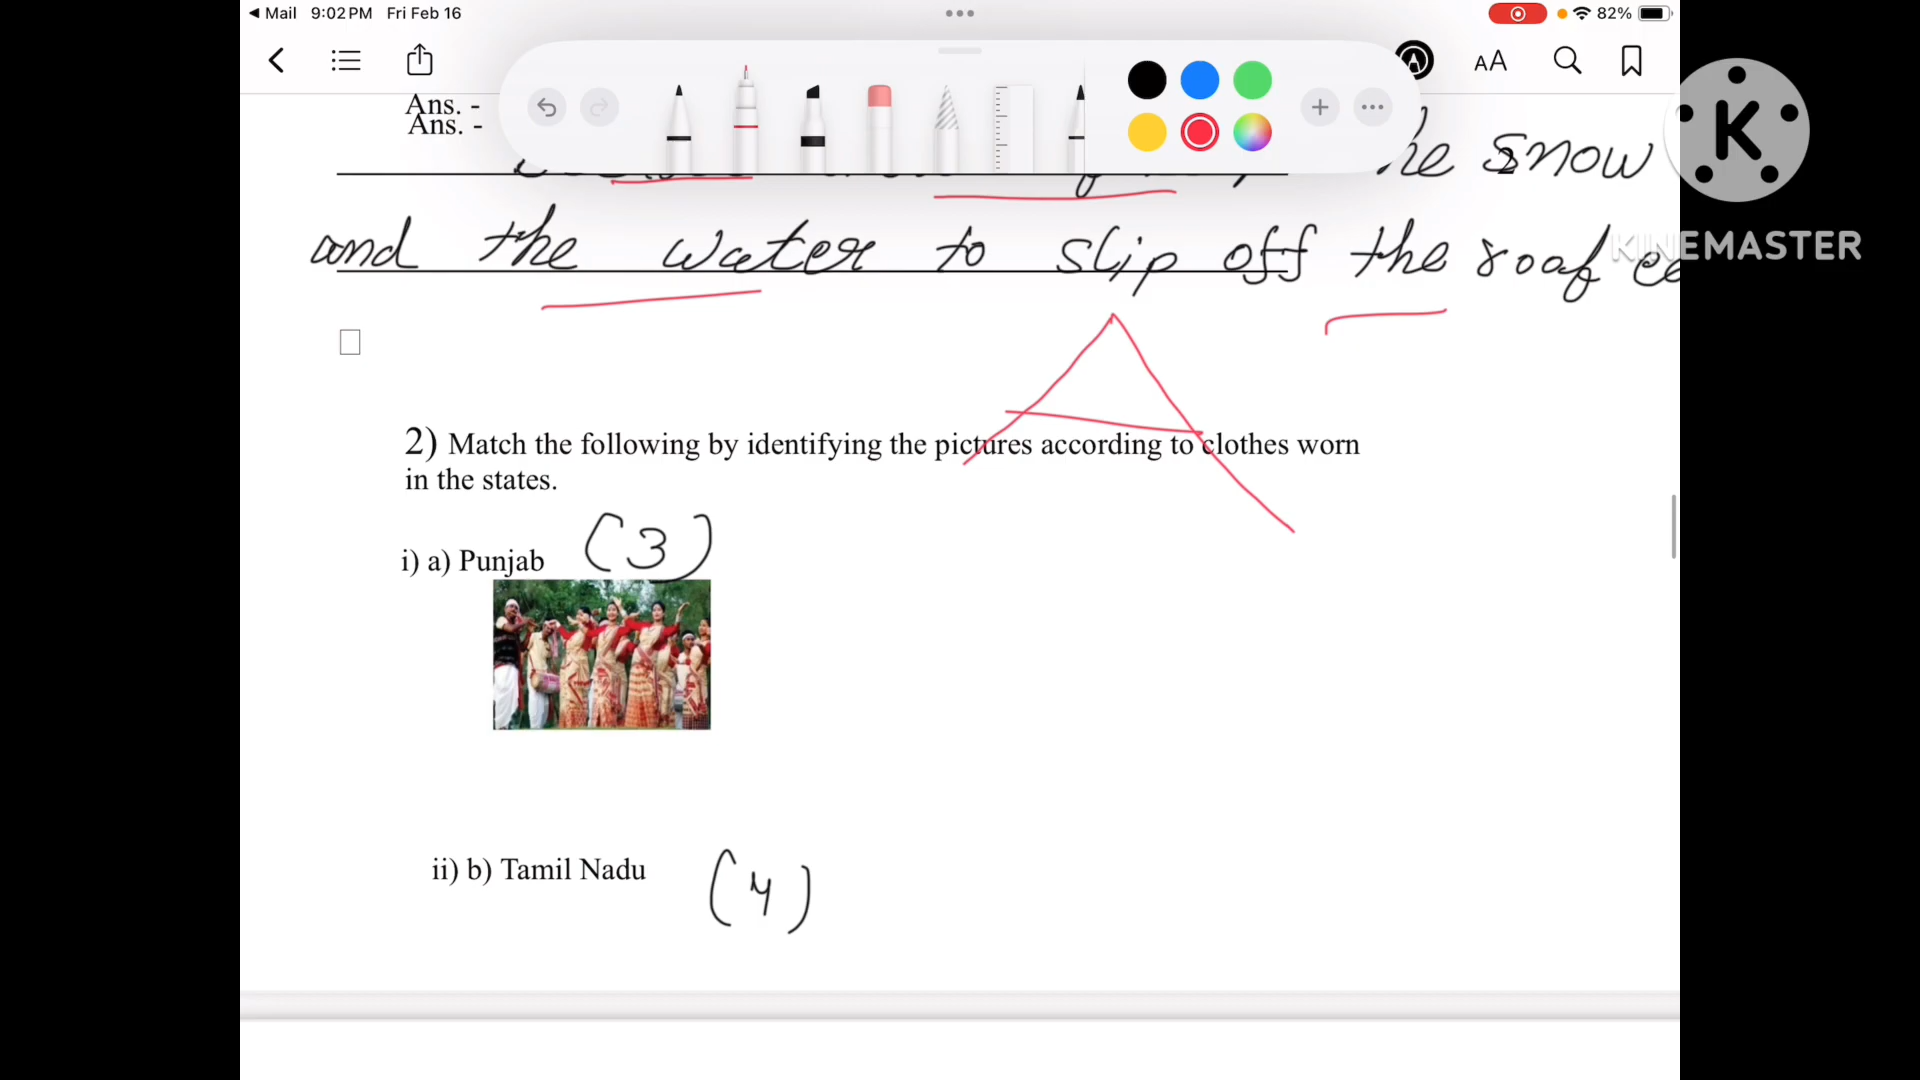 Mail 9:02 PM Fri Feb 16 82%
AA
Ans. -
Ans. -
he snow
2
and the water to slip off the roof
K
KINEMASTER
2) Match the following by identifying the pictures according to clothes worn
in the states.
i) a) Punjab (3)
ii) b) Tamil Nadu (4)